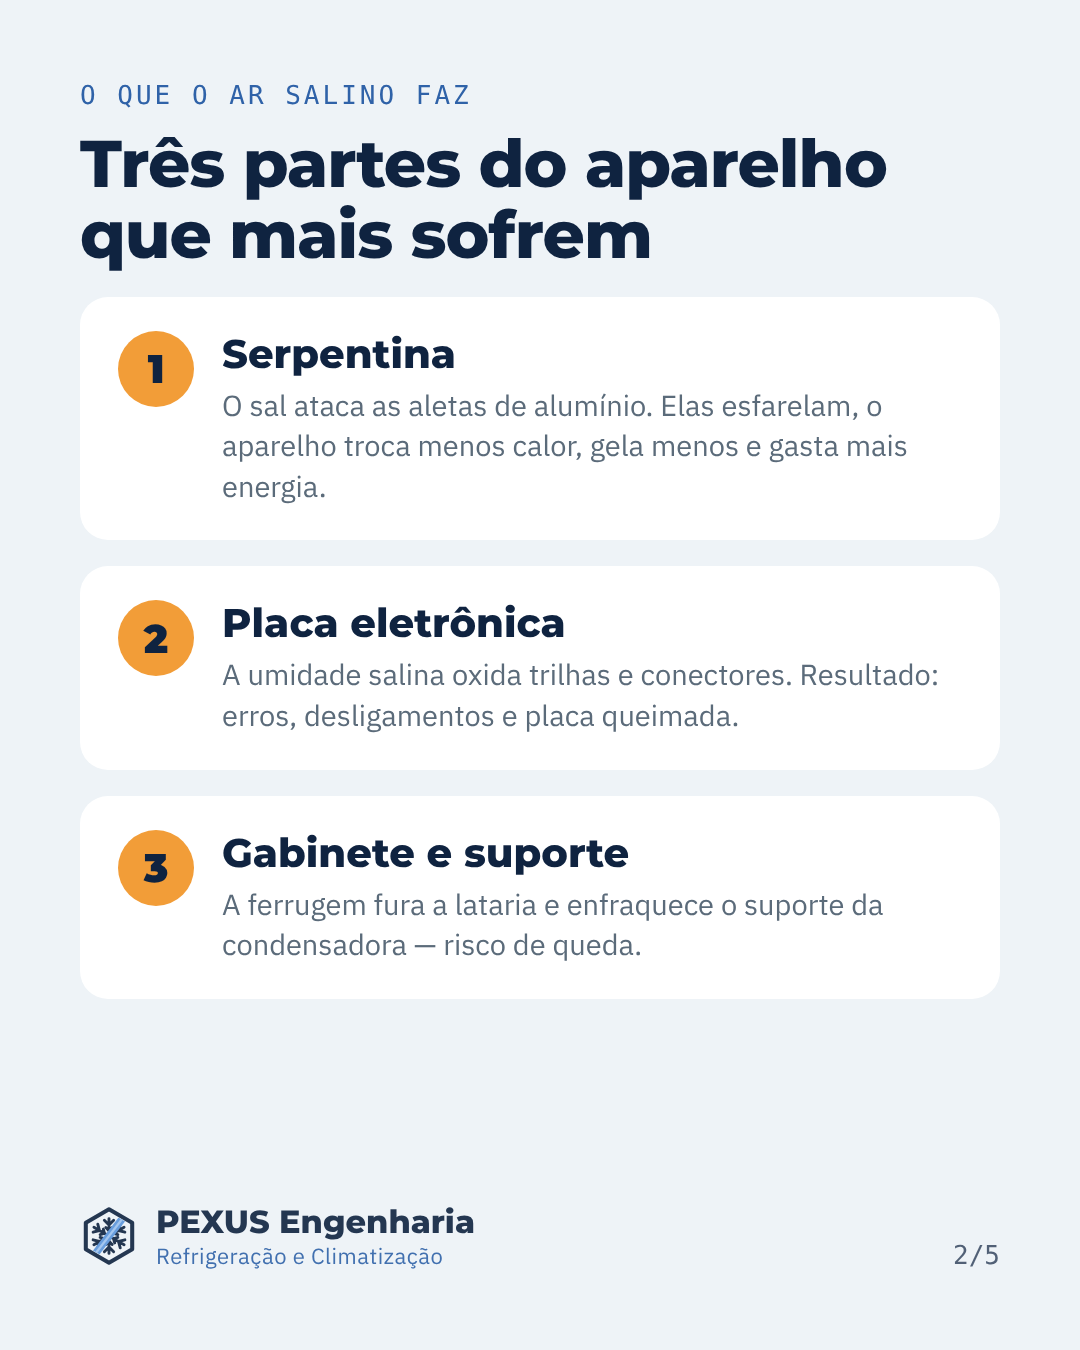 O QUE O AR SALINO FAZ
Três partes do aparelho
que mais sofrem
1
Serpentina
O sal ataca as aletas de alumínio. Elas esfarelam, o
aparelho troca menos calor, gela menos e gasta mais
energia.
2
Placa eletrônica
A umidade salina oxida trilhas e conectores. Resultado:
erros, desligamentos e placa queimada.
3
Gabinete e suporte
A ferrugem fura a lataria e enfraquece o suporte da
condensadora — risco de queda.
PEXUS Engenharia
Refrigeração e Climatização
2/5